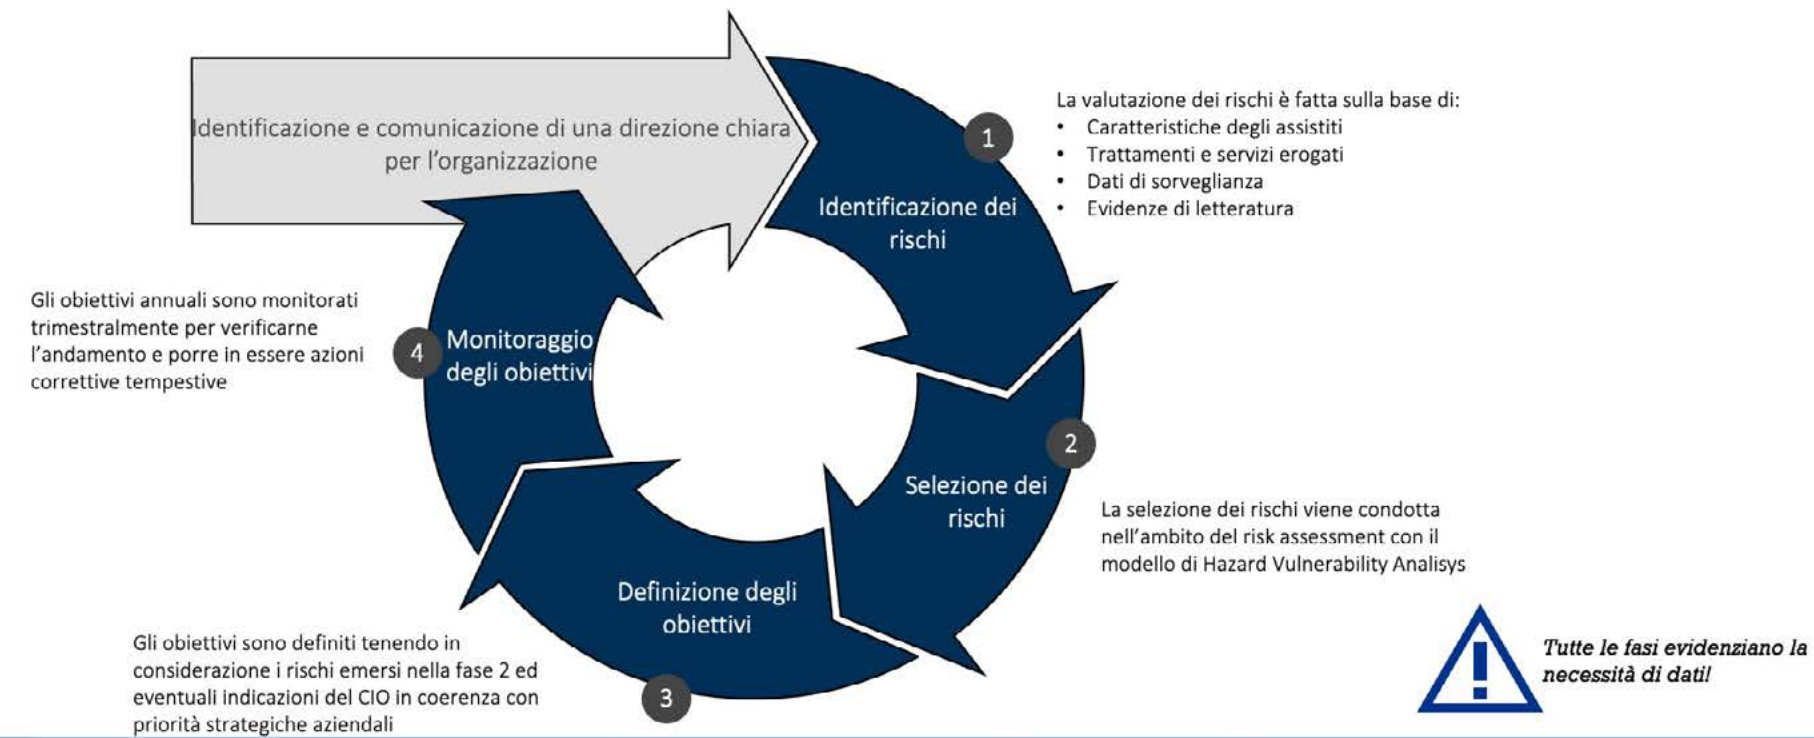 Identificazione e comunicazione di una direzione chiara
per l'organizzazione
1
Identificazione dei
rischi
La valutazione dei rischi è fatta sulla base di:
• Caratteristiche degli assistiti
• Trattamenti e servizi erogati
• Dati di sorveglianza
• Evidenze di letteratura
2
Selezione dei
rischi
La selezione dei rischi viene condotta
nell'ambito del risk assessment con il
modello di Hazard Vulnerability Analisys
3
Definizione degli
obiettivi
Gli obiettivi sono definiti tenendo in
considerazione i rischi emersi nella fase 2 ed
eventuali indicazioni del CIO in coerenza con
priorità strategiche aziendali
4
Monitoraggio
degli obiettivi
Gli obiettivi annuali sono monitorati
trimestralmente per verificarne
l'andamento e porre in essere azioni
correttive tempestive
!
Tutte le fasi evidenziano la
necessità di dati!